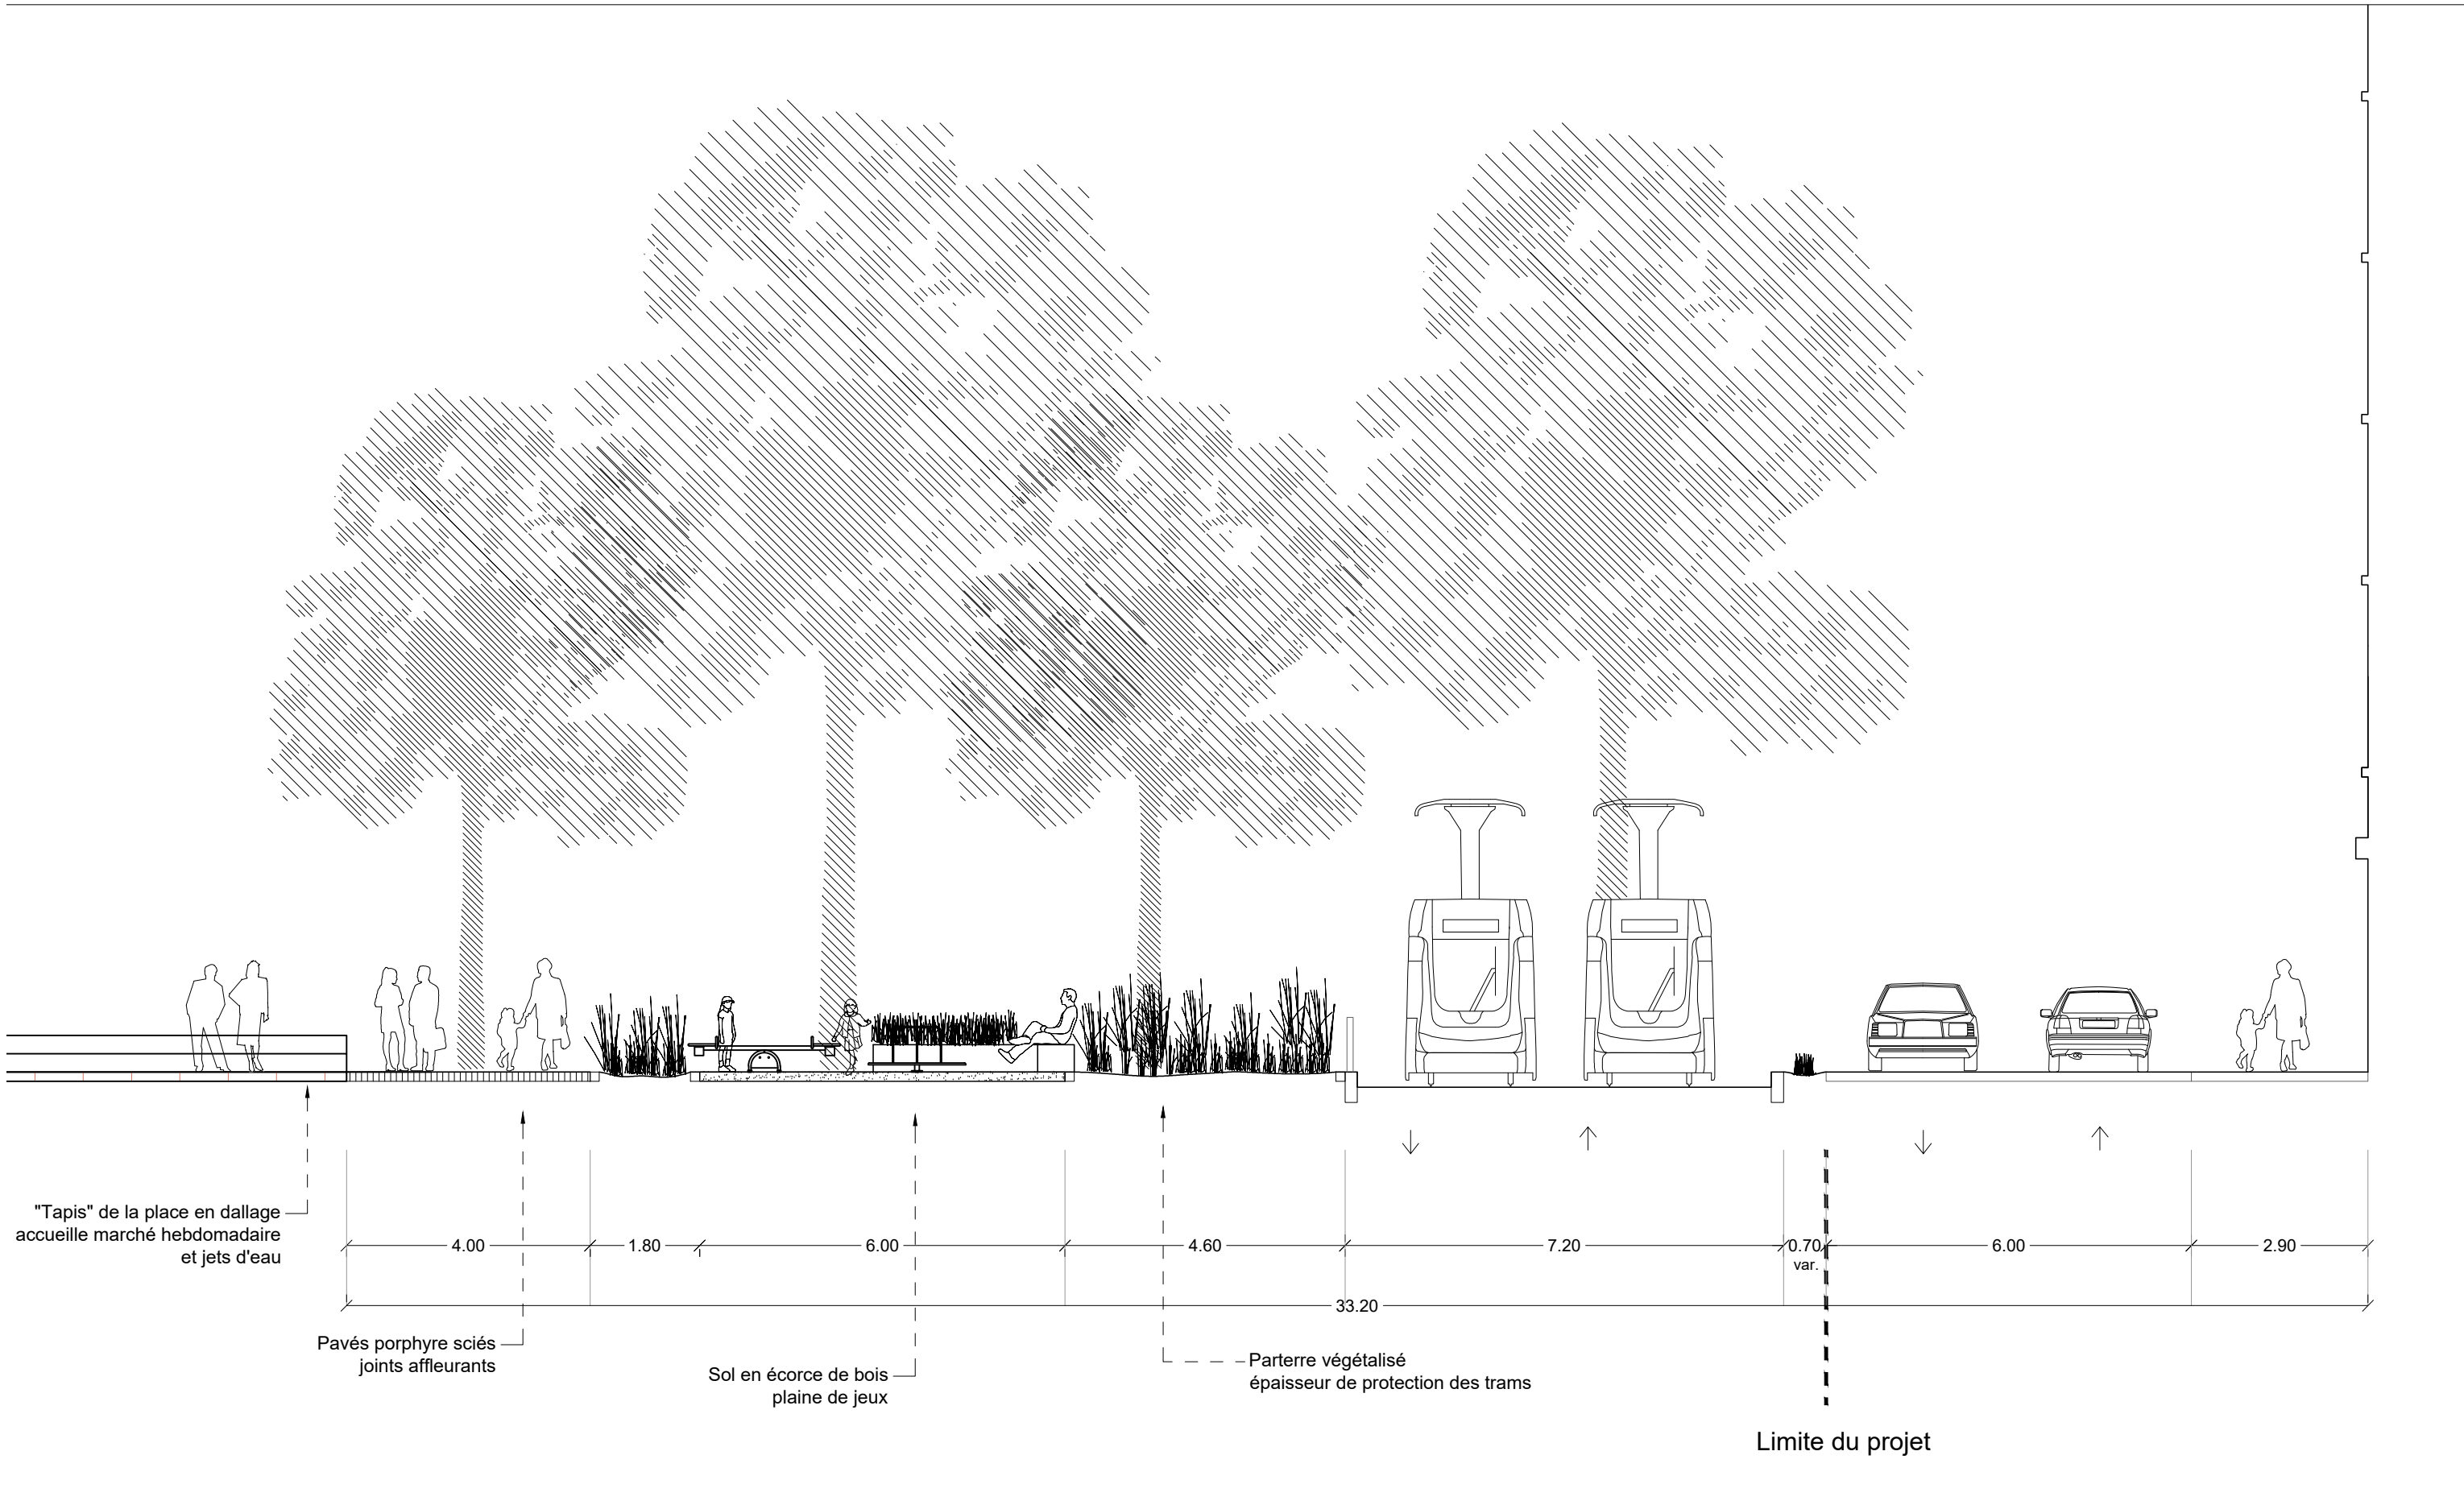 "Tapis" de la place en dallage
accueille marché hebdomadaire
et jets d'eau
4.00
1.80
6.00
4.60
7.20
0.70
var.
6.00
2.90
33.20
Pavés porphyre sciés
joints affleurants
Sol en écorce de bois
plaine de jeux
Parterre végétalisé
épaisseur de protection des trams
Limite du projet